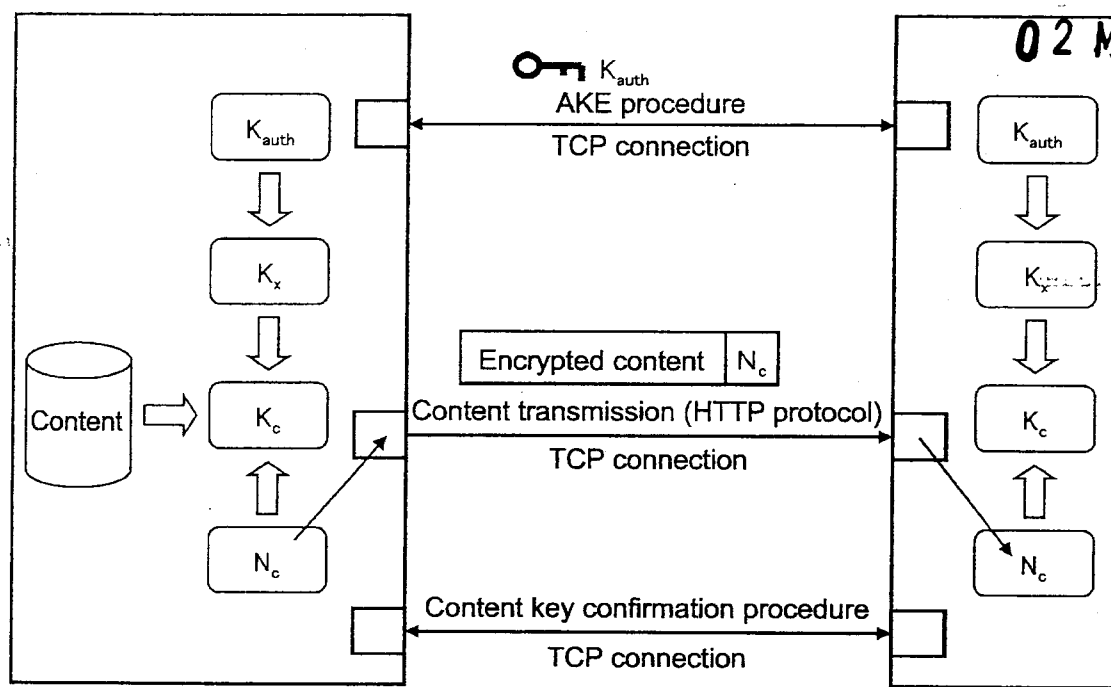 02 M
K_auth
AKE procedure
TCP connection
K_auth
K_x
Content
K_c
N_c
Encrypted content N_c
Content transmission (HTTP protocol)
TCP connection
Content key confirmation procedure
TCP connection
K_auth
K_x
K_c
N_c